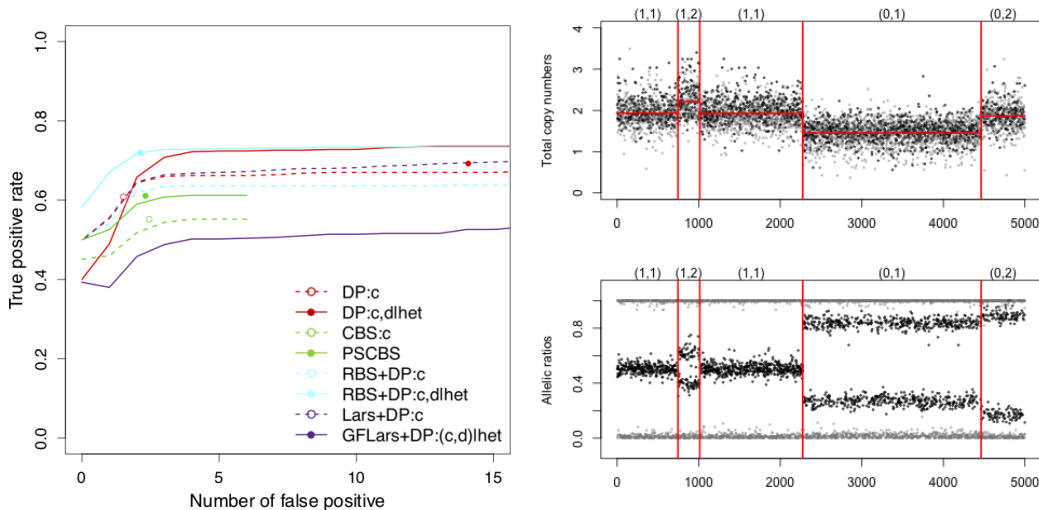 1.0
0.8
0.6
0.4
0.2
0.0
True positive rate
0 5 10 15
Number of false positive
DP:c
DP:c,d|het
CBS:c
PSCBS
RBS+DP:c
RBS+DP:c,d|het
Lars+DP:c
GFLars+DP:(c,d)|het
(1,1) (1,2) (1,1) (0,1) (0,2)
4
3
2
1
0
Total copy numbers
0 1000 2000 3000 4000 5000
(1,1) (1,2) (1,1) (0,1) (0,2)
0.8
0.4
0.0
Allelic ratios
0 1000 2000 3000 4000 5000